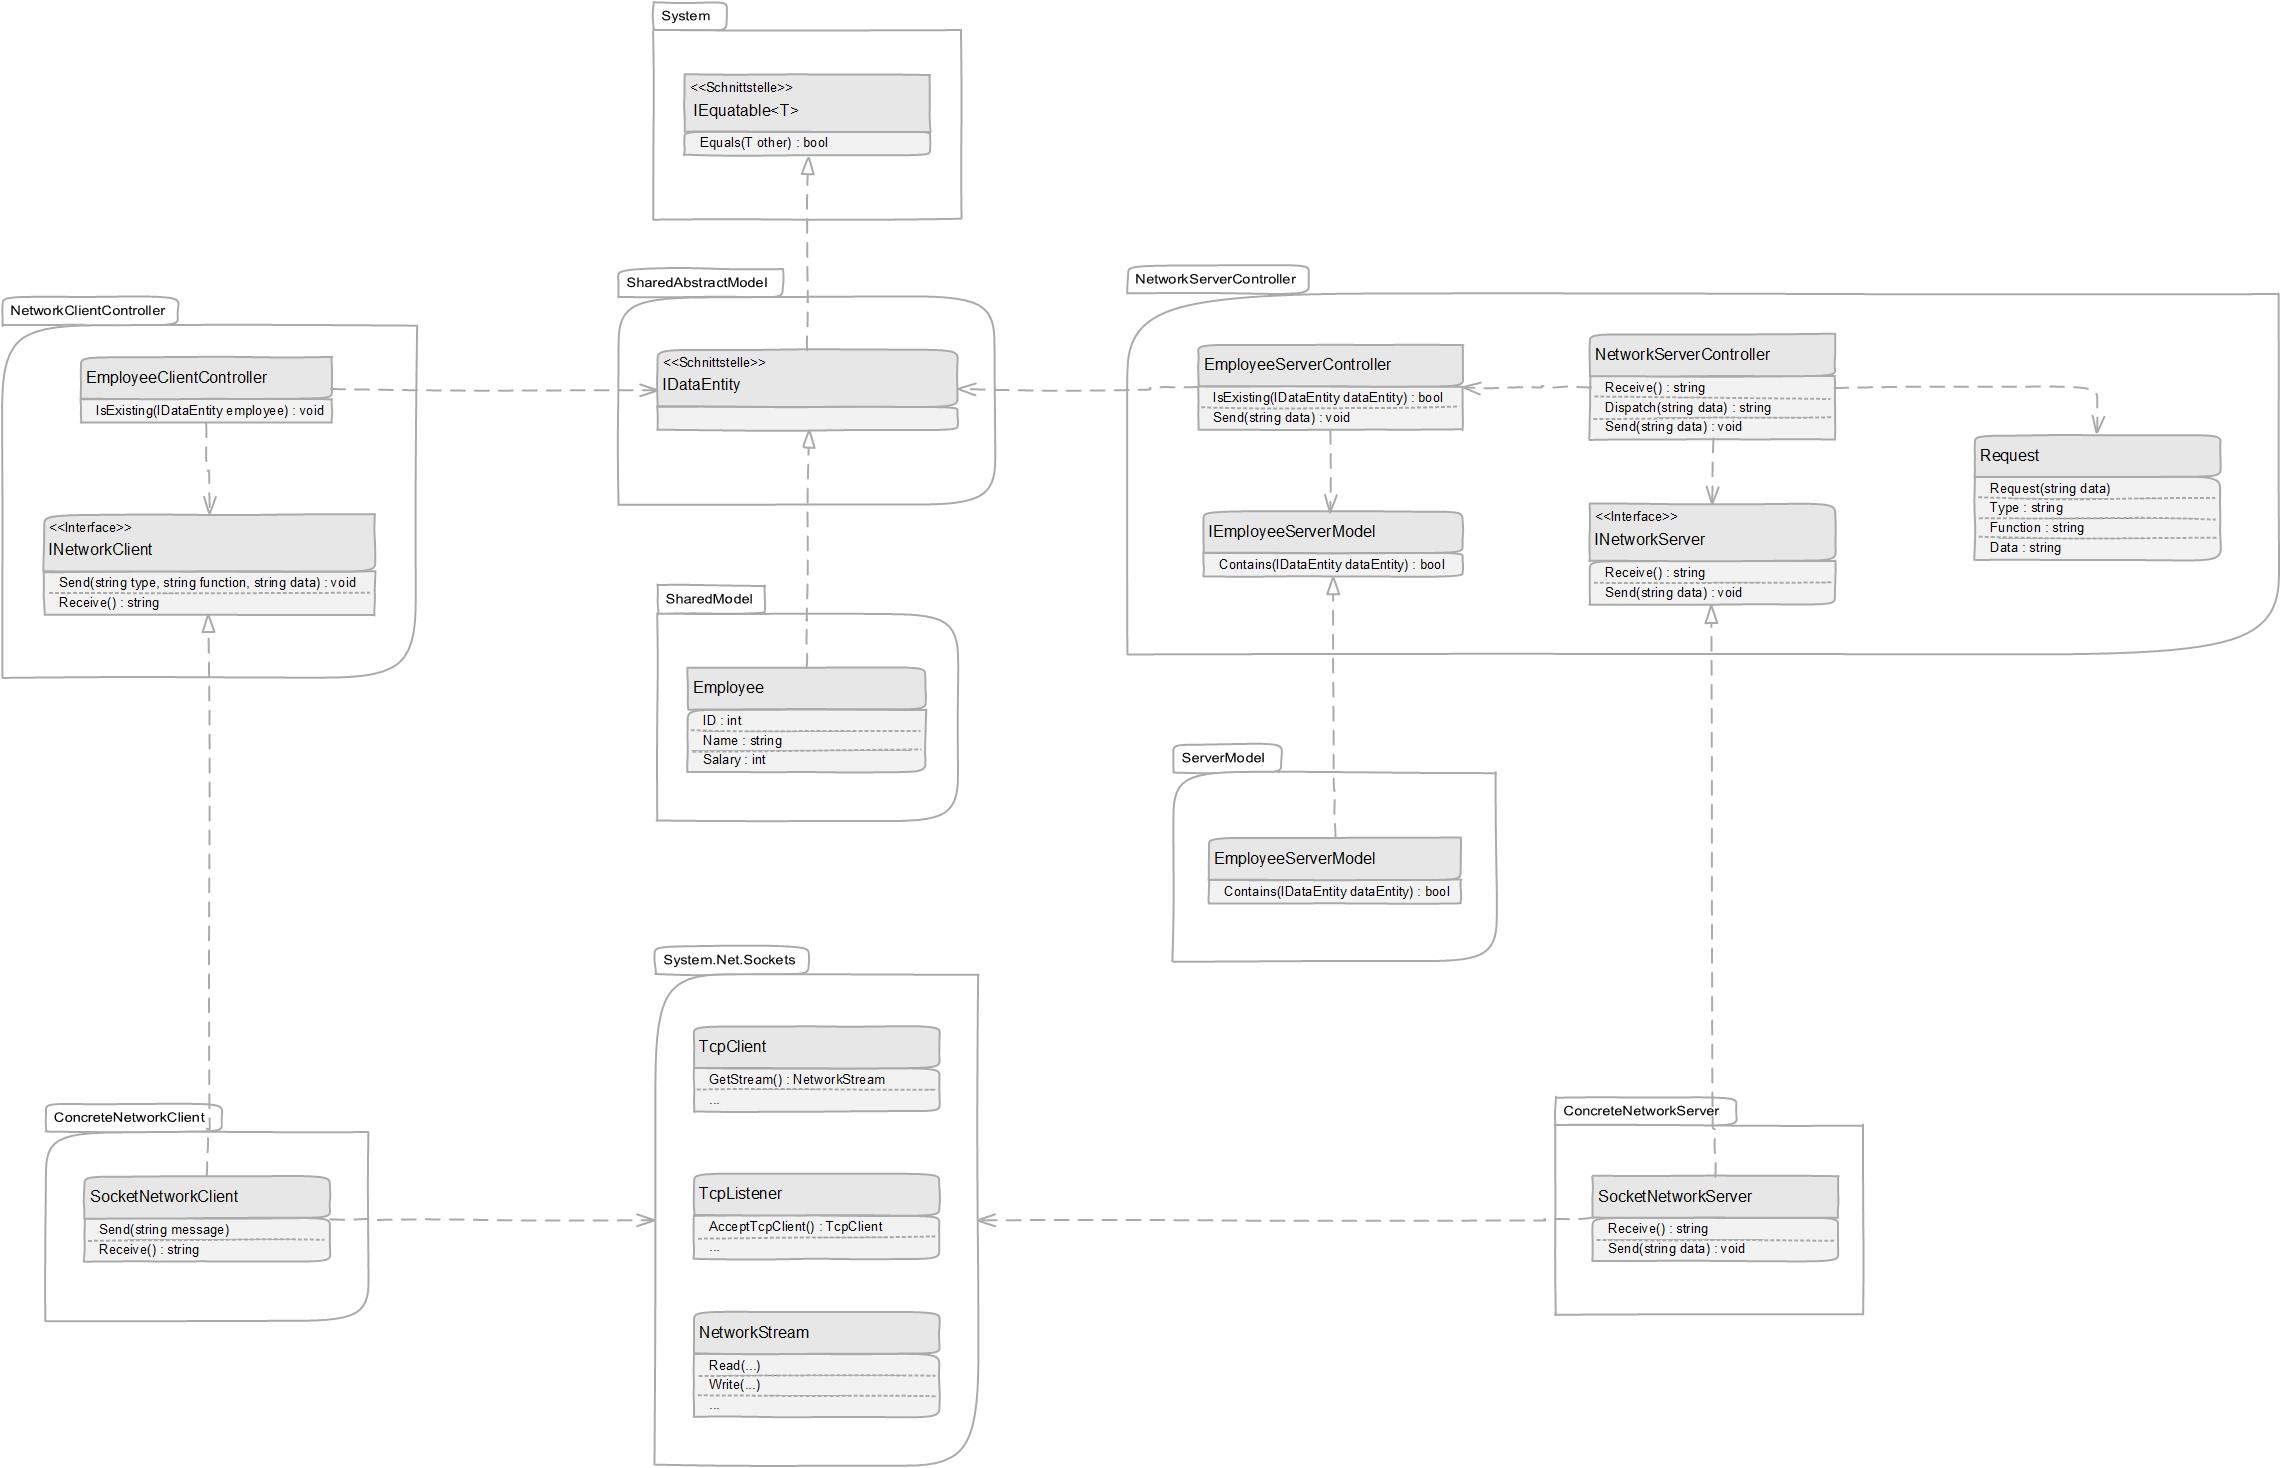 System
<<Schnittstelle>>
IEquatable<T>
Equals(T other) : bool
NetworkClientController
EmployeeClientController
IsExisting(IDataEntity employee) : void
<<Interface>>
INetworkClient
Send(string type, string function, string data) : void
Receive() : string
SharedAbstractModel
<<Schnittstelle>>
IDataEntity
SharedModel
Employee
ID : int
Name : string
Salary : int
NetworkServerController
EmployeeServerController
IsExisting(IDataEntity dataEntity) : bool
Send(string data) : void
IEmployeeServerModel
Contains(IDataEntity dataEntity) : bool
NetworkServerController
Receive() : string
Dispatch(string data) : string
Send(string data) : void
<<Interface>>
INetworkServer
Receive() : string
Send(string data) : void
Request
Request(string data)
Type : string
Function : string
Data : string
ServerModel
EmployeeServerModel
Contains(IDataEntity dataEntity) : bool
ConcreteNetworkClient
SocketNetworkClient
Send(string message)
Receive() : string
System.Net.Sockets
TcpClient
GetStream() : NetworkStream
...
TcpListener
AcceptTcpClient() : TcpClient
...
NetworkStream
Read(...)
Write(...)
...
ConcreteNetworkServer
SocketNetworkServer
Receive() : string
Send(string data) : void